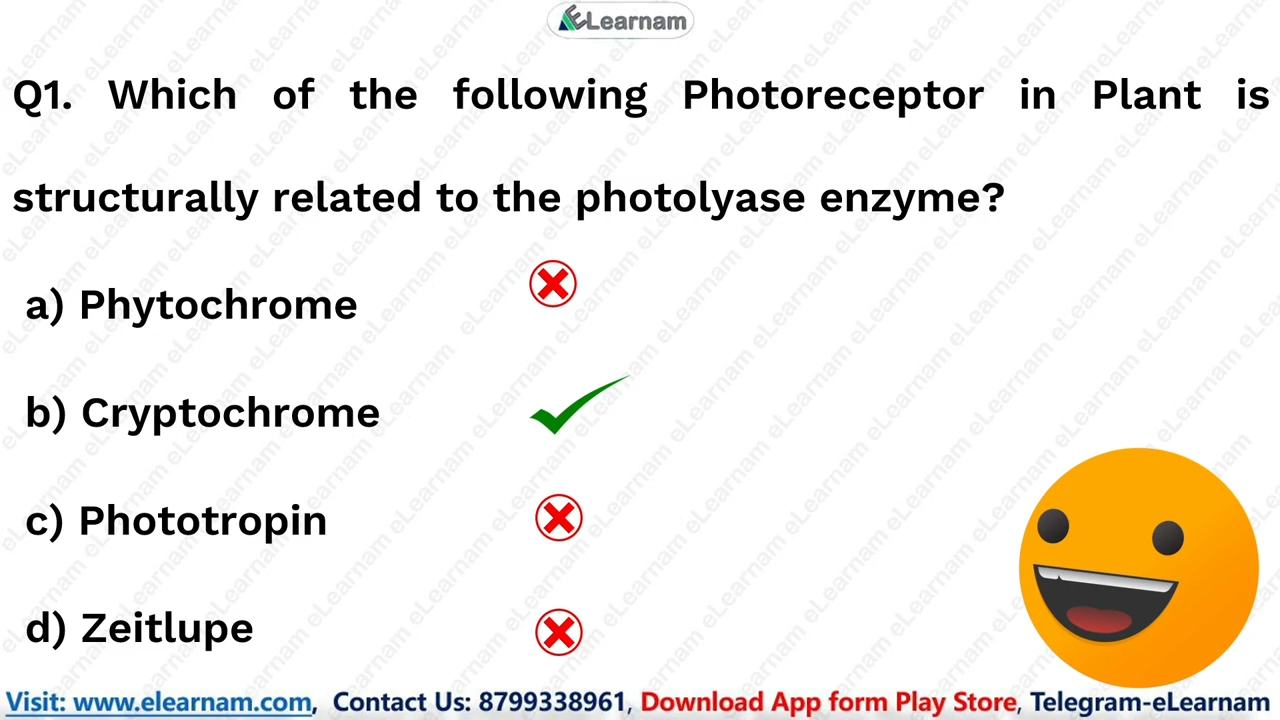 ELearnam
Q1. Which of the following Photoreceptor in Plant is
structurally related to the photolyase enzyme?
a) Phytochrome
b) Cryptochrome
c) Phototropin
d) Zeitlupe
Visit: www.elearnam.com, Contact Us: 8799338961, Download App form Play Store, Telegram-eLearnam